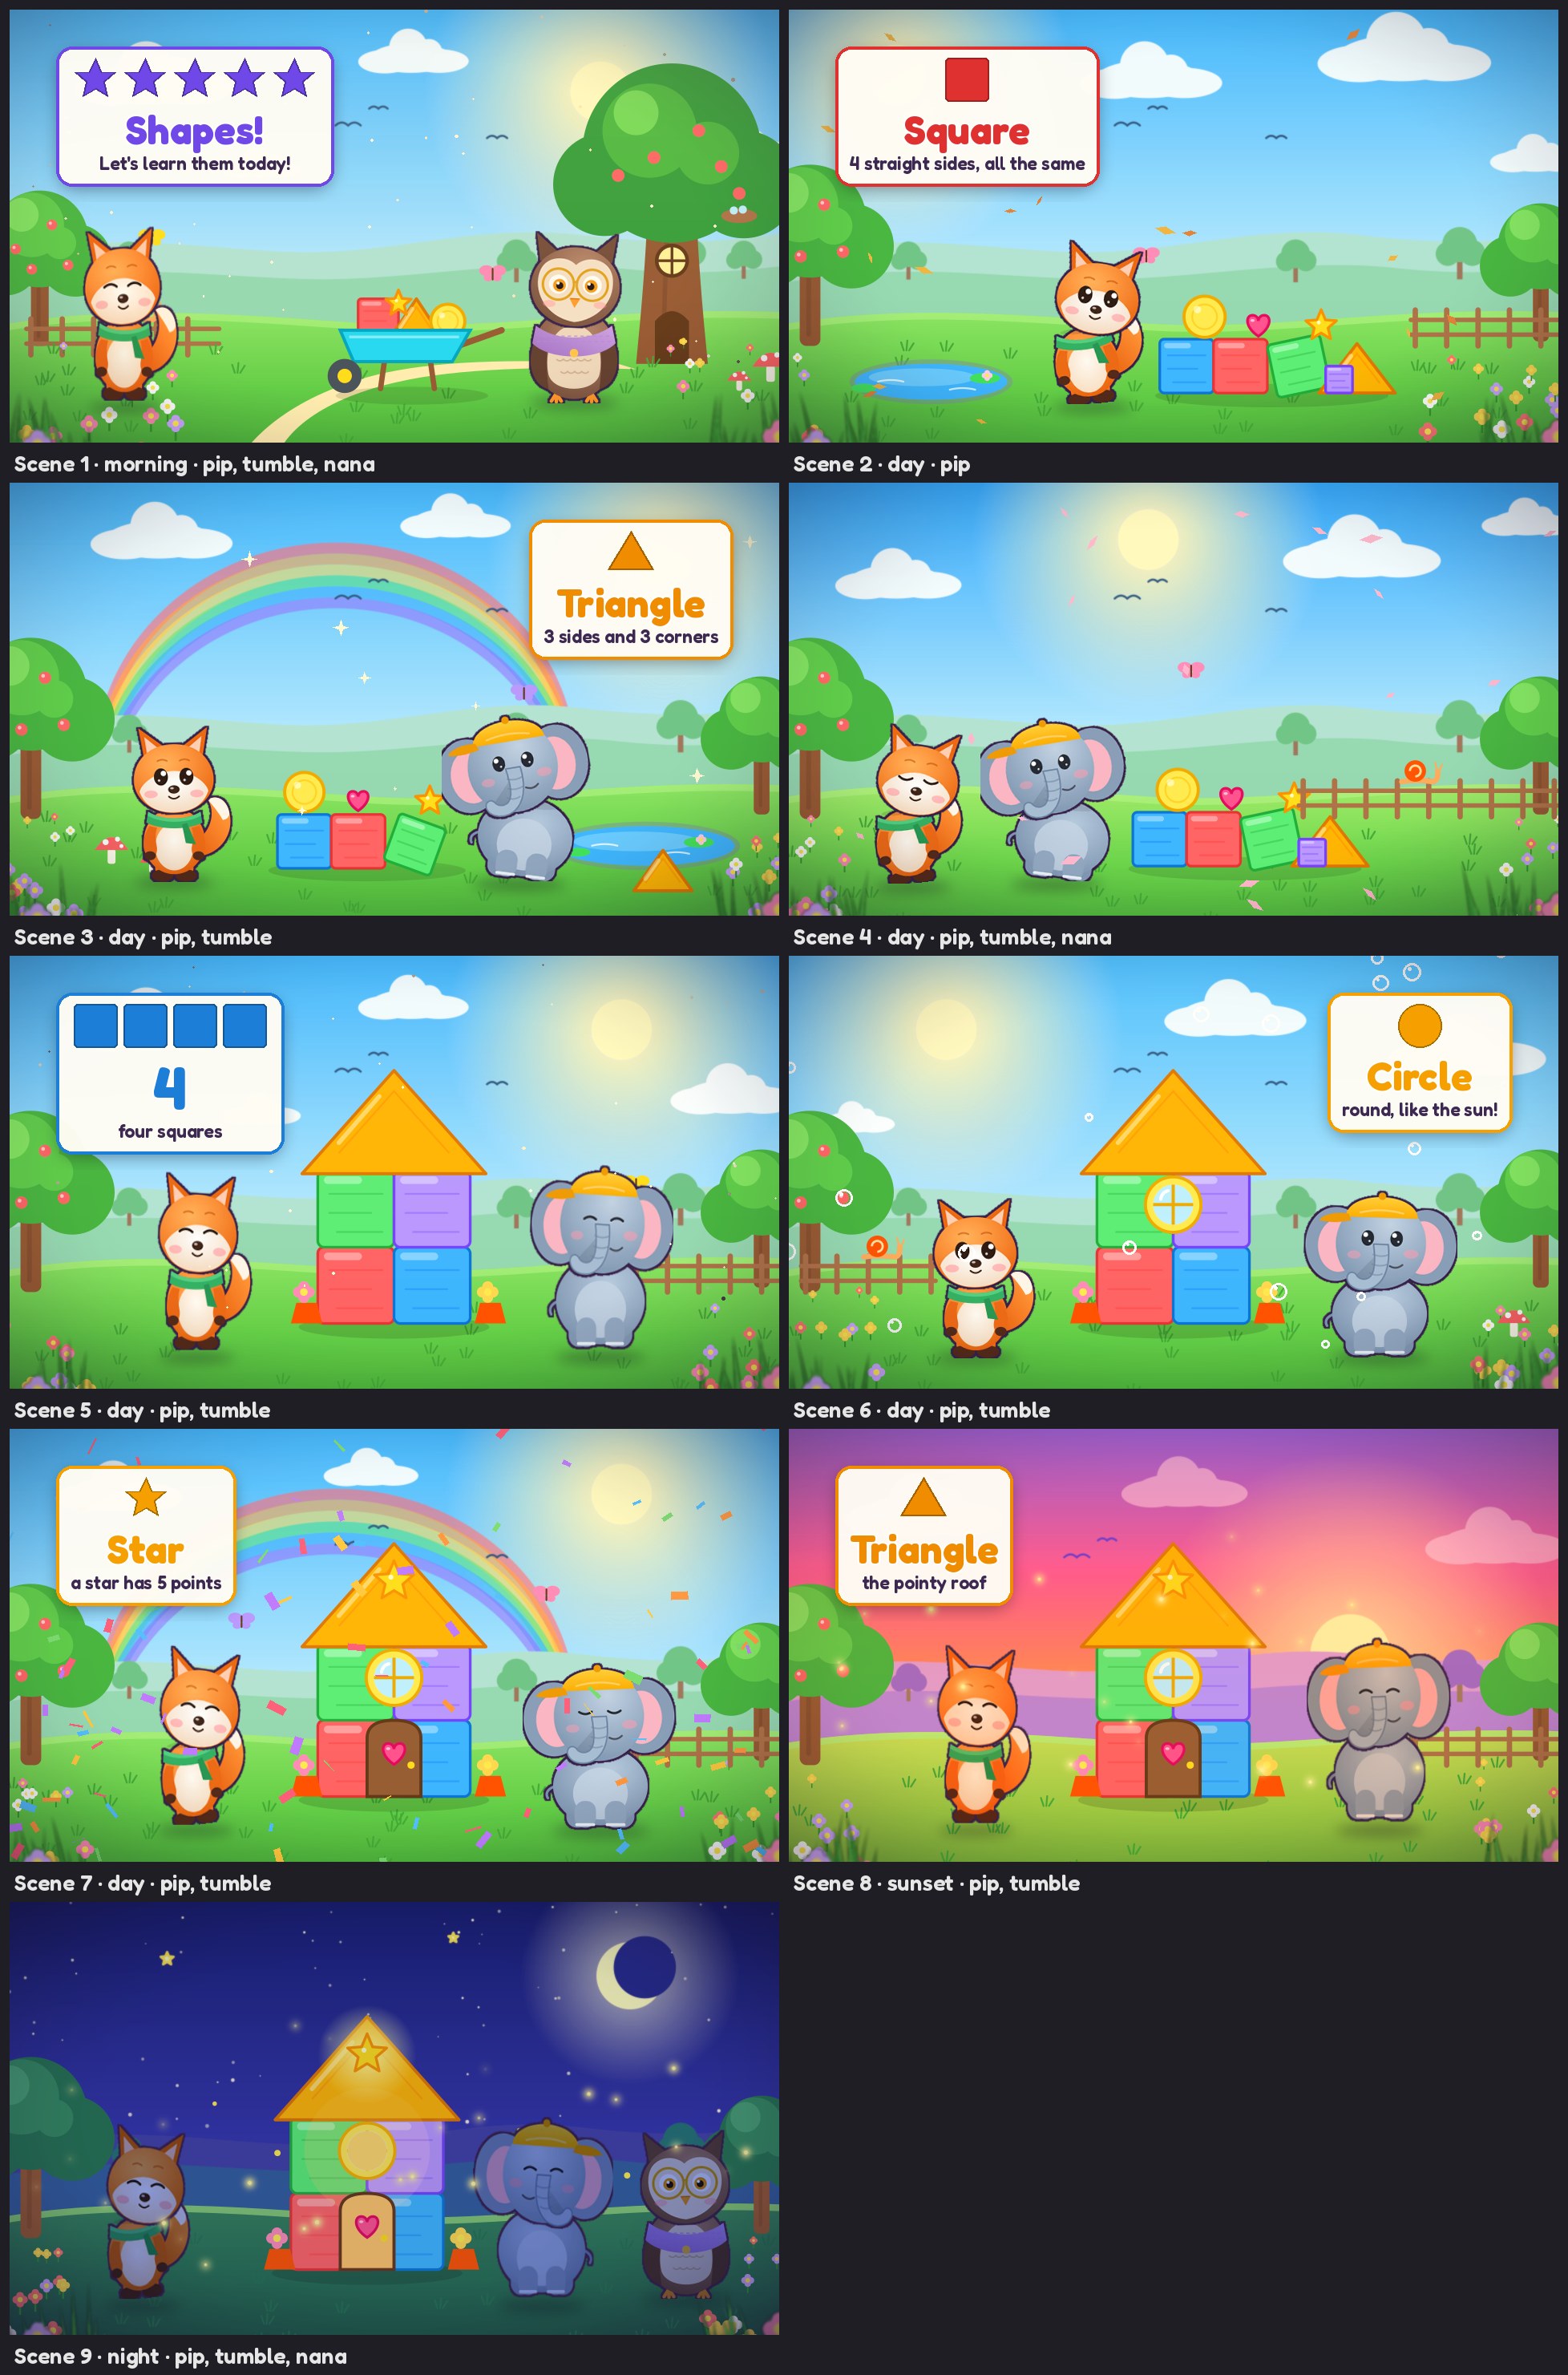 Shapes!
Let's learn them today!
Scene 1 · morning · pip, tumble, nana
Square
4 straight sides, all the same
Scene 2 · day · pip
Triangle
3 sides and 3 corners
Scene 3 · day · pip, tumble
Scene 4 · day · pip, tumble, nana
4
four squares
Scene 5 · day · pip, tumble
Circle
round, like the sun!
Scene 6 · day · pip, tumble
Star
a star has 5 points
Scene 7 · day · pip, tumble
Triangle
the pointy roof
Scene 8 · sunset · pip, tumble
Scene 9 · night · pip, tumble, nana